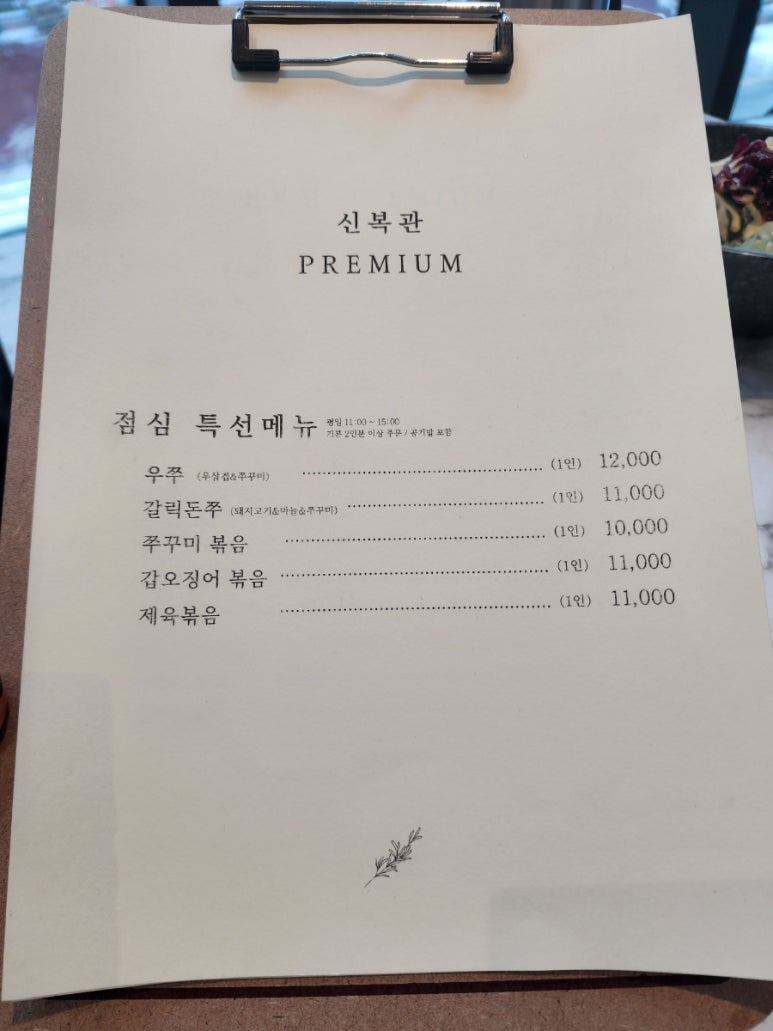 신복관
PREMIUM
점심 특선메뉴 평일 11:00 ~ 15:00
기본 2인분 이상 주문 / 공기밥 포함
우쭈 (우삼겹&쭈꾸미) (1인) 12,000
갈릭돈쭈 (돼지고기&마늘&쭈꾸미) (1인) 11,000
쭈꾸미 볶음 (1인) 10,000
갑오징어 볶음 (1인) 11,000
제육볶음 (1인) 11,000